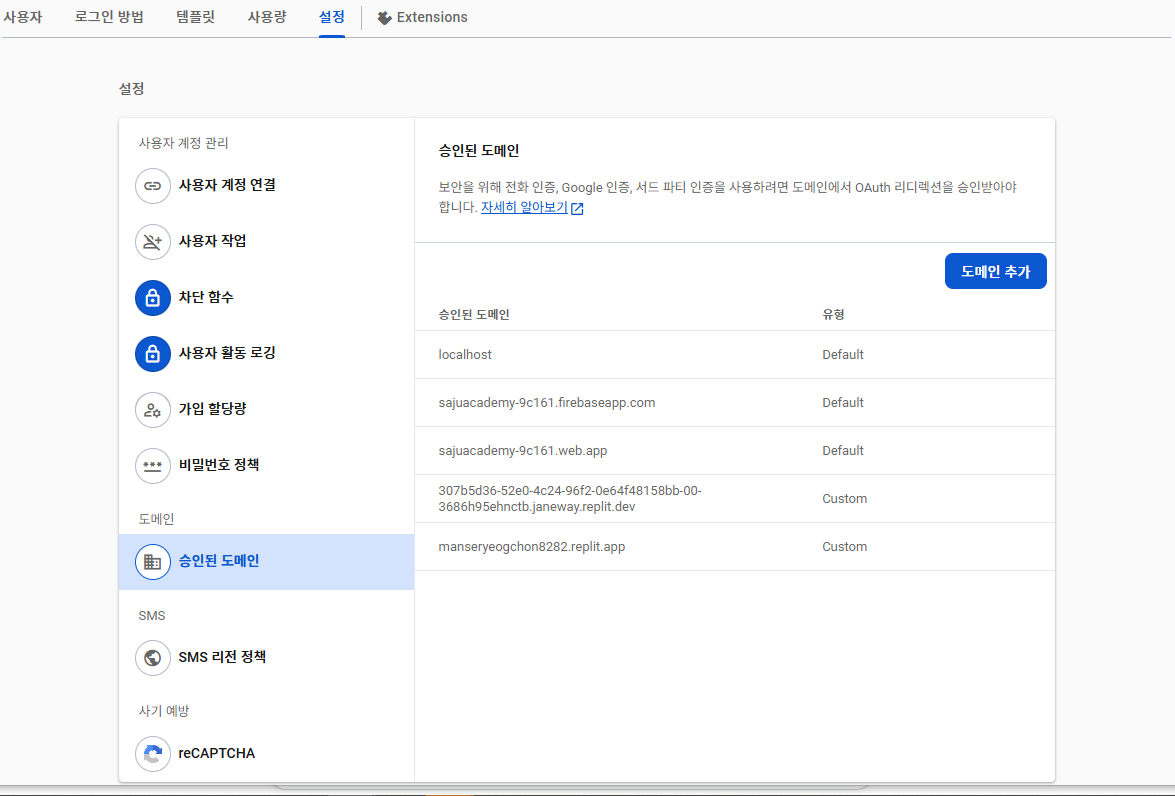 사용자 로그인 방법 템플릿 사용량 설정 Extensions
설정
사용자 계정 관리
사용자 계정 연결
사용자 작업
차단 함수
사용자 활동 로깅
가입 할당량
비밀번호 정책
도메인
승인된 도메인
SMS
SMS 리전 정책
사기 예방
reCAPTCHA
승인된 도메인
보안을 위해 전화 인증, Google 인증, 서드 파티 인증을 사용하려면 도메인에서 OAuth 리디렉션을 승인받아야
합니다. 자세히 알아보기
도메인 추가
승인된 도메인 유형
localhost Default
sajuacademy-9c161.firebaseapp.com Default
sajuacademy-9c161.web.app Default
307b5d36-52e0-4c24-96f2-0e64f48158bb-00-
3686h95ehnctb.janeway.replit.dev Custom
manseryeogchon8282.replit.app Custom